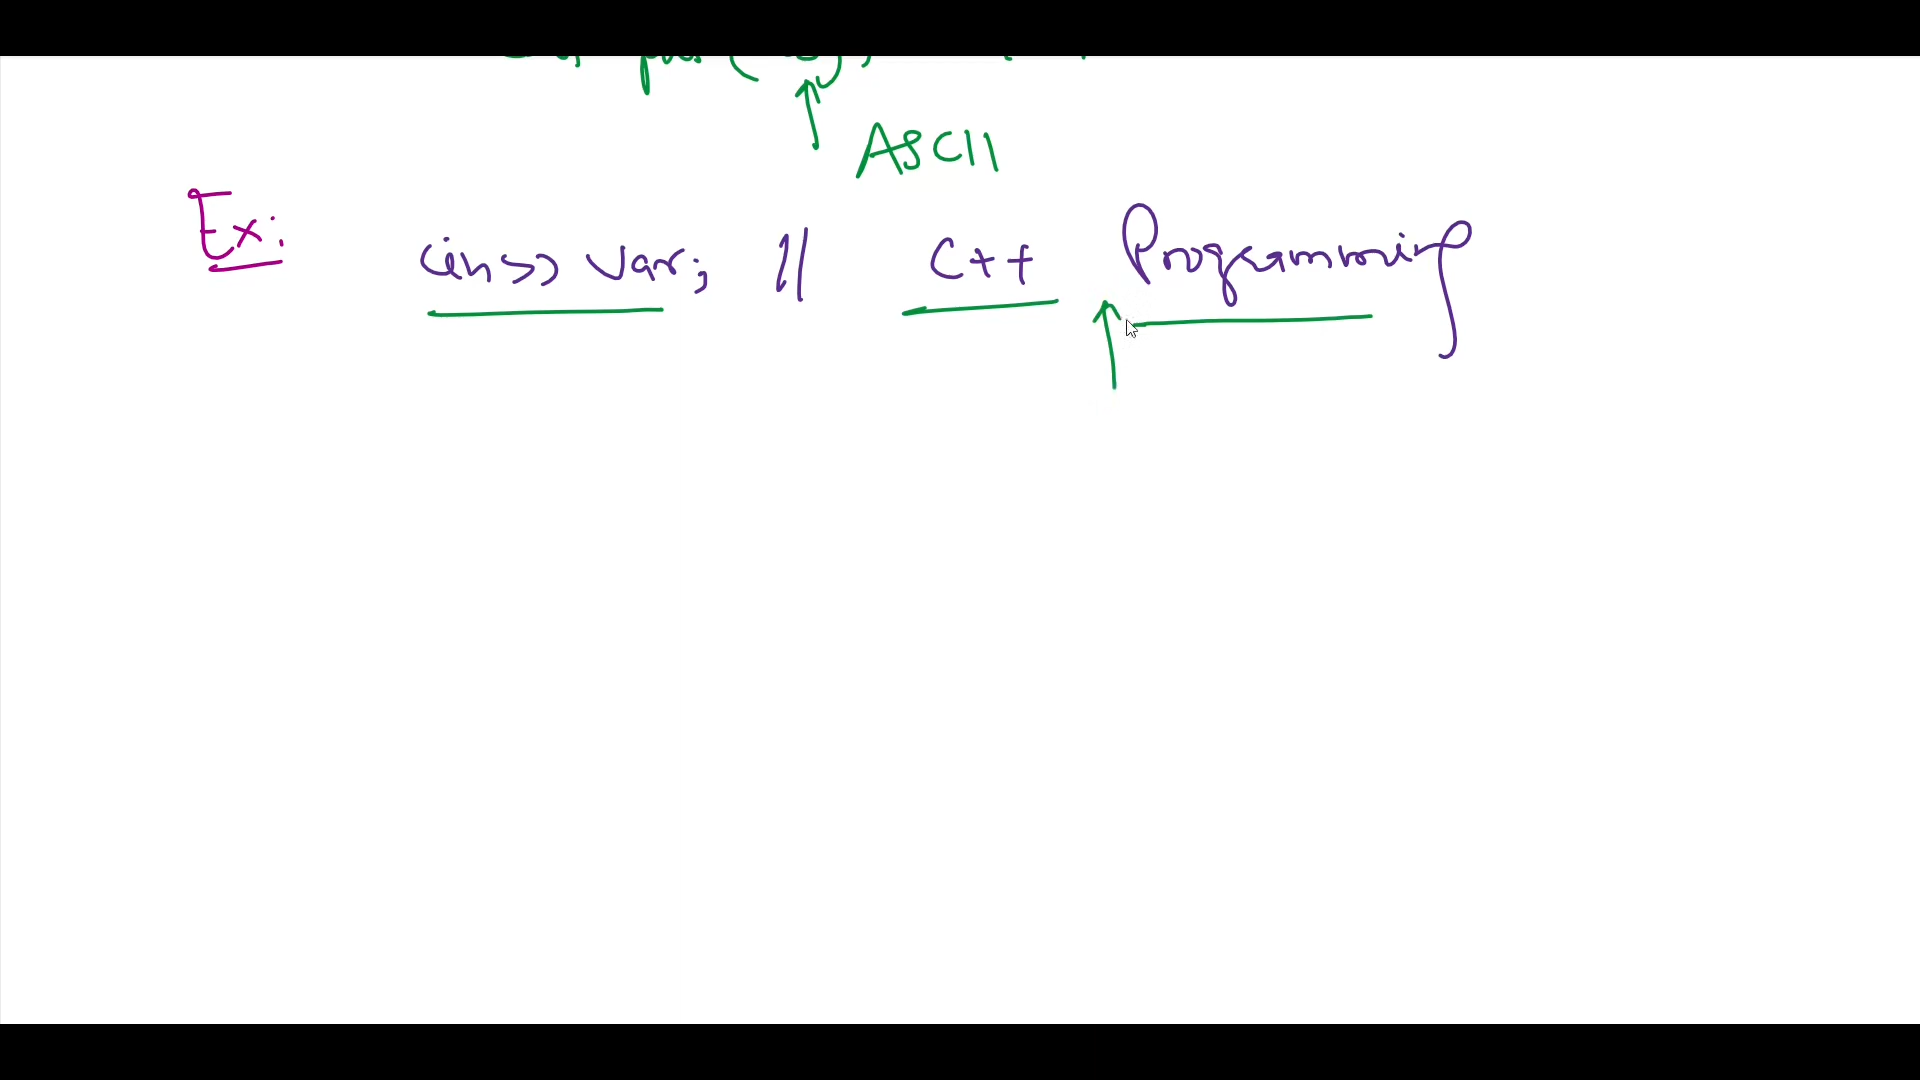 ASCII
Ex:
cin>> var; // C++ Programming